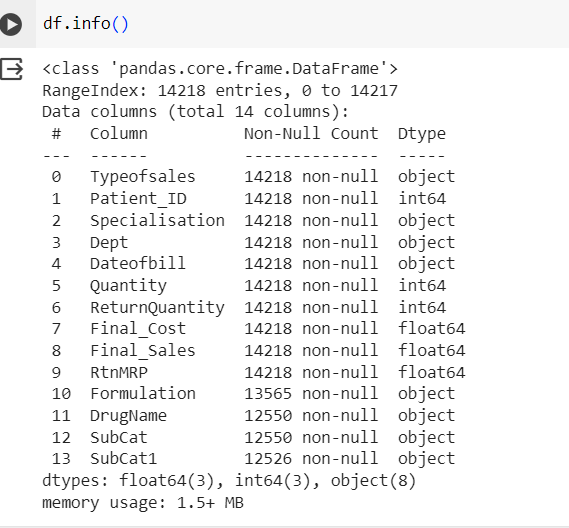 df.info()
<class 'pandas.core.frame.DataFrame'>
RangeIndex: 14218 entries, 0 to 14217
Data columns (total 14 columns):
 #   Column          Non-Null Count  Dtype
---  ------          --------------  -----
 0   Typeofsales     14218 non-null  object
 1   Patient_ID      14218 non-null  int64
 2   Specialisation  14218 non-null  object
 3   Dept            14218 non-null  object
 4   Dateofbill      14218 non-null  object
 5   Quantity        14218 non-null  int64
 6   ReturnQuantity  14218 non-null  int64
 7   Final_Cost      14218 non-null  float64
 8   Final_Sales     14218 non-null  float64
 9   RtnMRP          14218 non-null  float64
 10  Formulation     13565 non-null  object
 11  DrugName        12550 non-null  object
 12  SubCat          12550 non-null  object
 13  SubCat1         12526 non-null  object
dtypes: float64(3), int64(3), object(8)
memory usage: 1.5+ MB